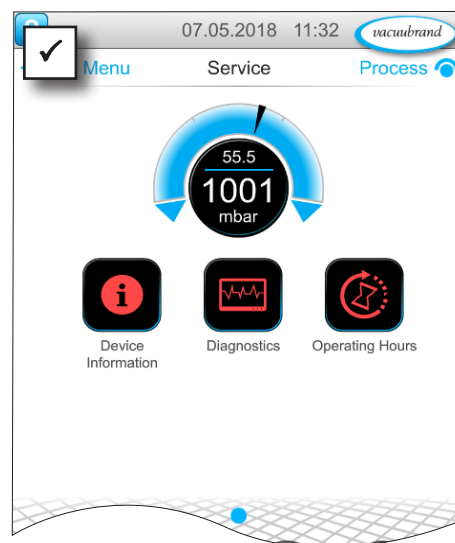 07.05.2018 11:32 vacuubrand
Menu Service Process
55.5
1001
mbar
Device Information
Diagnostics
Operating Hours